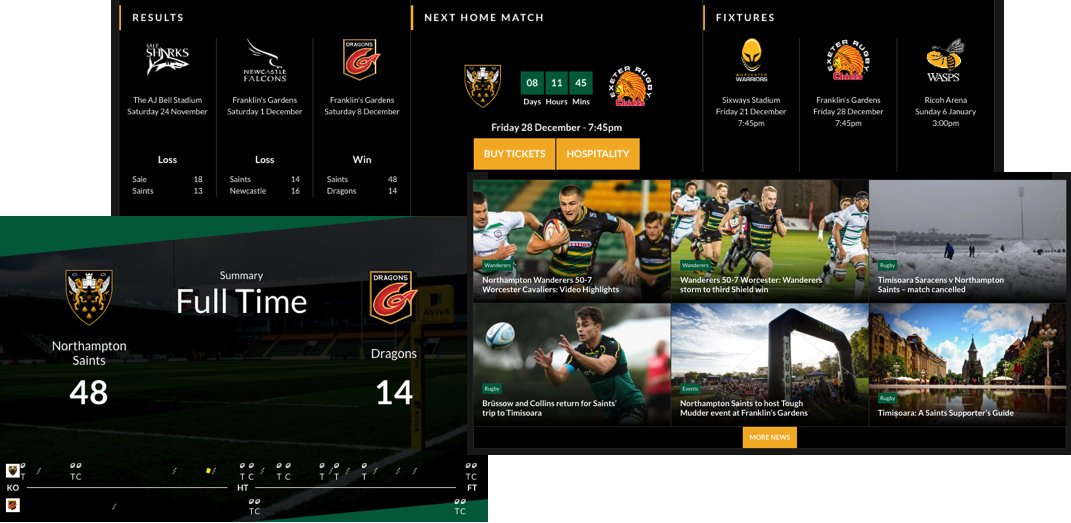 RESULTS
SALE
SHARKS
NEWCASTLE
FALCONS
DRAGONS
The AJ Bell Stadium
Saturday 24 November
Franklin's Gardens
Saturday 1 December
Franklin's Gardens
Saturday 8 December
Loss
Sale 18
Saints 13
Loss
Saints 14
Newcastle 16
Win
Saints 48
Dragons 14
NEXT HOME MATCH
08 11 45
Days Hours Mins
EXETER RUGBY
Chiefs
Friday 28 December - 7:45pm
BUY TICKETS
HOSPITALITY
FIXTURES
WORCESTER
WARRIORS
EXETER RUGBY
Chiefs
WASPS
Sixways Stadium
Friday 21 December
7:45pm
Franklin's Gardens
Friday 28 December
7:45pm
Ricoh Arena
Sunday 6 January
3:00pm
Wanderers
Northampton Wanderers 50-7
Worcester Cavaliers: Video Highlights
Wanderers
Wanderers 50-7 Worcester: Wanderers
storm to third Shield win
Rugby
Timisoara Saracens v Northampton
Saints – match cancelled
Rugby
Brüssow and Collins return for Saints'
trip to Timisoara
Events
Northampton Saints to host Tough
Mudder event at Franklin's Gardens
Rugby
Timișoara: A Saints Supporter's Guide
MORE NEWS
Summary
Full Time
DRAGONS
AVIVA
Northampton
Saints
48
Dragons
14
T TC T C T C T T T TC
KO HT FT
TC TC